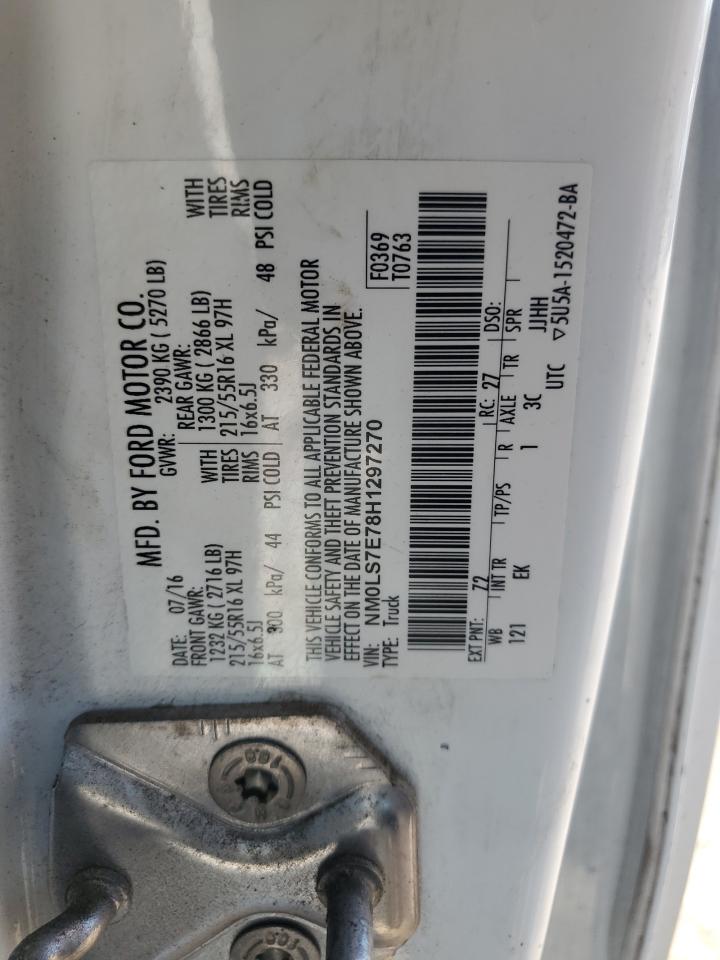 MFD. BY FORD MOTOR CO.
DATE: 07/16 GVWR: 2390 KG ( 5270 LB)
FRONT GAWR: REAR GAWR:
1232 KG ( 2716 LB) WITH 1300 KG ( 2866 LB) WITH
215/55R16 XL 97H TIRES 215/55R16 XL 97H TIRES
16x6.5J RIMS 16x6.5J RIMS
AT 300 kPa/ 44 PSI COLD AT 330 kPa/ 48 PSI COLD
THIS VEHICLE CONFORMS TO ALL APPLICABLE FEDERAL MOTOR
VEHICLE SAFETY AND THEFT PREVENTION STANDARDS IN
EFFECT ON THE DATE OF MANUFACTURE SHOWN ABOVE.
VIN: NM0LS7E78H1297270 F0369
TYPE: Truck T0763
EXT PNT: 7Z RC: 27 DSO:
WB INT TR TP/PS R AXLE TR SPR
121 EK 1 3C JJHH
UTC ▽5U5A-1520472-BA